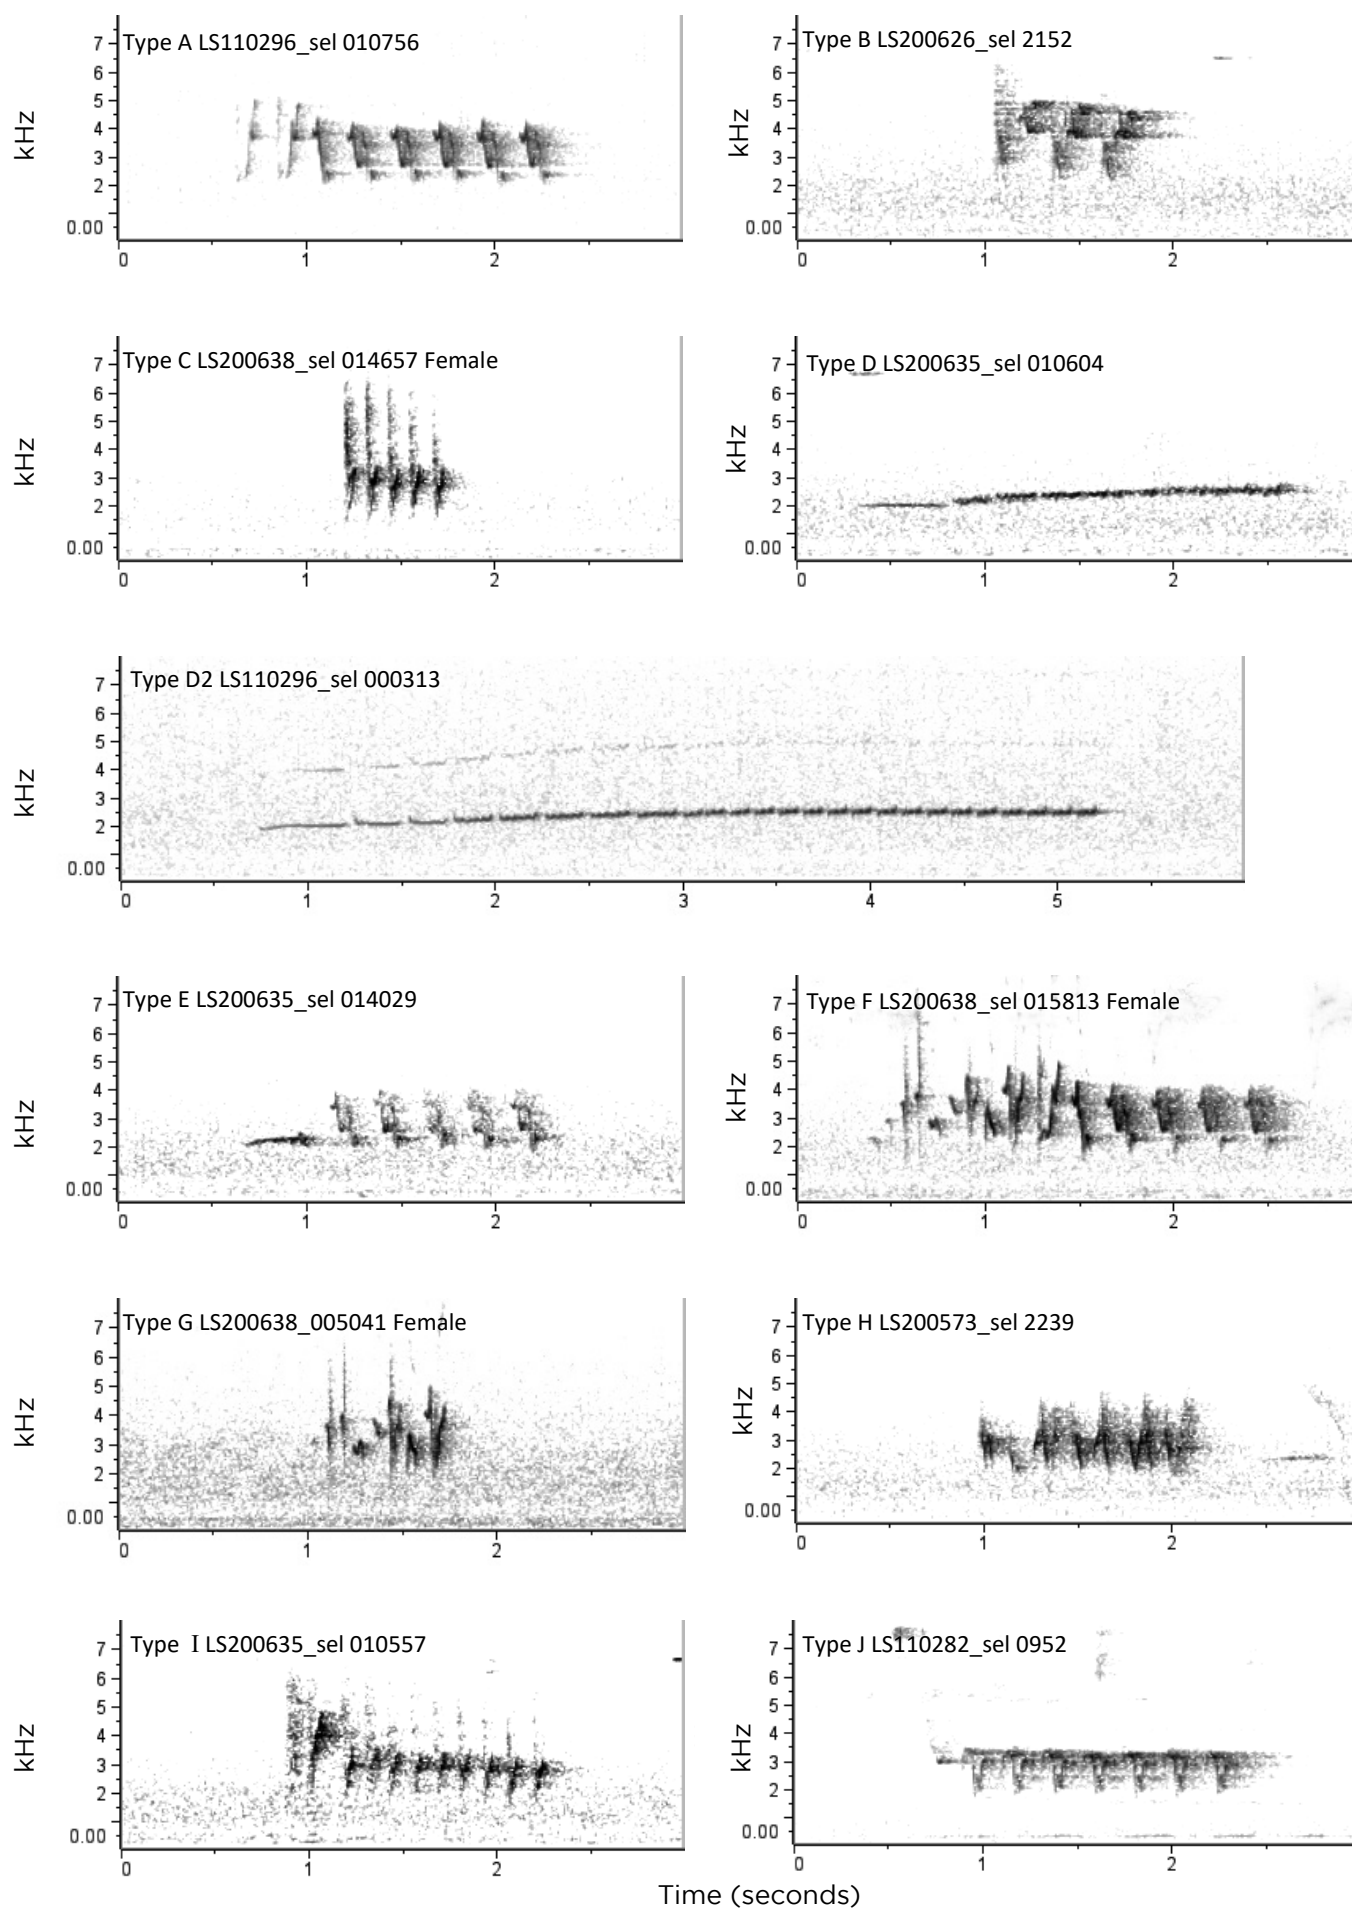 Type A LS110296_sel 010756
7
6
5
4
3
2
0.00
kHz
0 1 2
Type B LS200626_sel 2152
7
6
5
4
3
2
0.00
kHz
0 1 2
Type C LS200638_sel 014657 Female
7
6
5
4
3
2
0.00
kHz
0 1 2
Type D LS200635_sel 010604
7
6
5
4
3
2
0.00
kHz
0 1 2
Type D2 LS110296_sel 000313
7
6
5
4
3
2
0.00
kHz
0 1 2 3 4 5
Type E LS200635_sel 014029
7
6
5
4
3
2
0.00
kHz
0 1 2
Type F LS200638_sel 015813 Female
7
6
5
4
3
2
0.00
kHz
0 1 2
Type G LS200638_005041 Female
7
6
5
4
3
2
0.00
kHz
0 1 2
Type H LS200573_sel 2239
7
6
5
4
3
2
0.00
kHz
0 1 2
Type I LS200635_sel 010557
7
6
5
4
3
2
0.00
kHz
0 1 2
Type J LS110282_sel 0952
7
6
5
4
3
2
0.00
kHz
0 1 2
Time (seconds)